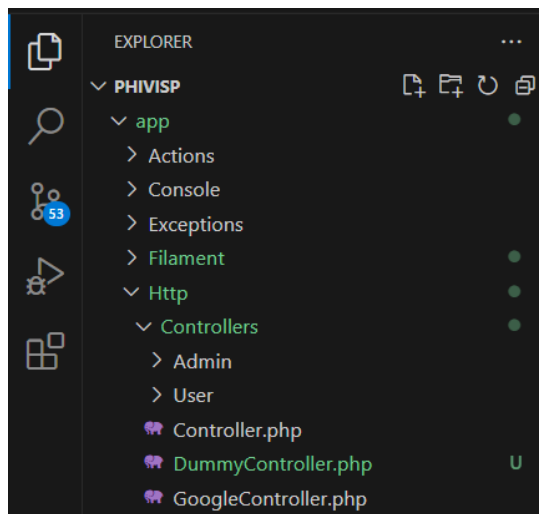 EXPLORER ...
PHIVISP
app
Actions
Console
53
Exceptions
Filament
Http
Controllers
Admin
User
Controller.php
DummyController.php U
GoogleController.php